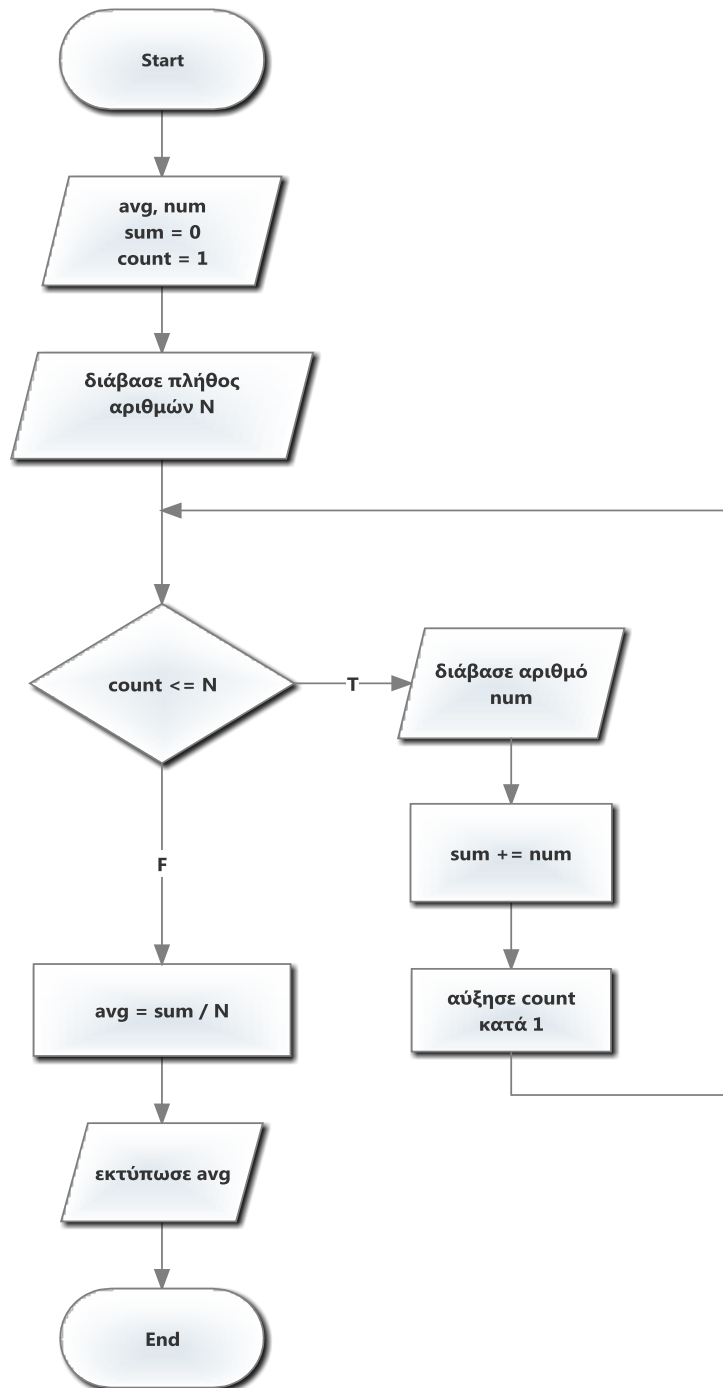 Start
avg, num
sum = 0
count = 1
διάβασε πλήθος
αριθμών N
count <= N
T
διάβασε αριθμό
num
sum += num
αύξησε count
κατά 1
F
avg = sum / N
εκτύπωσε avg
End